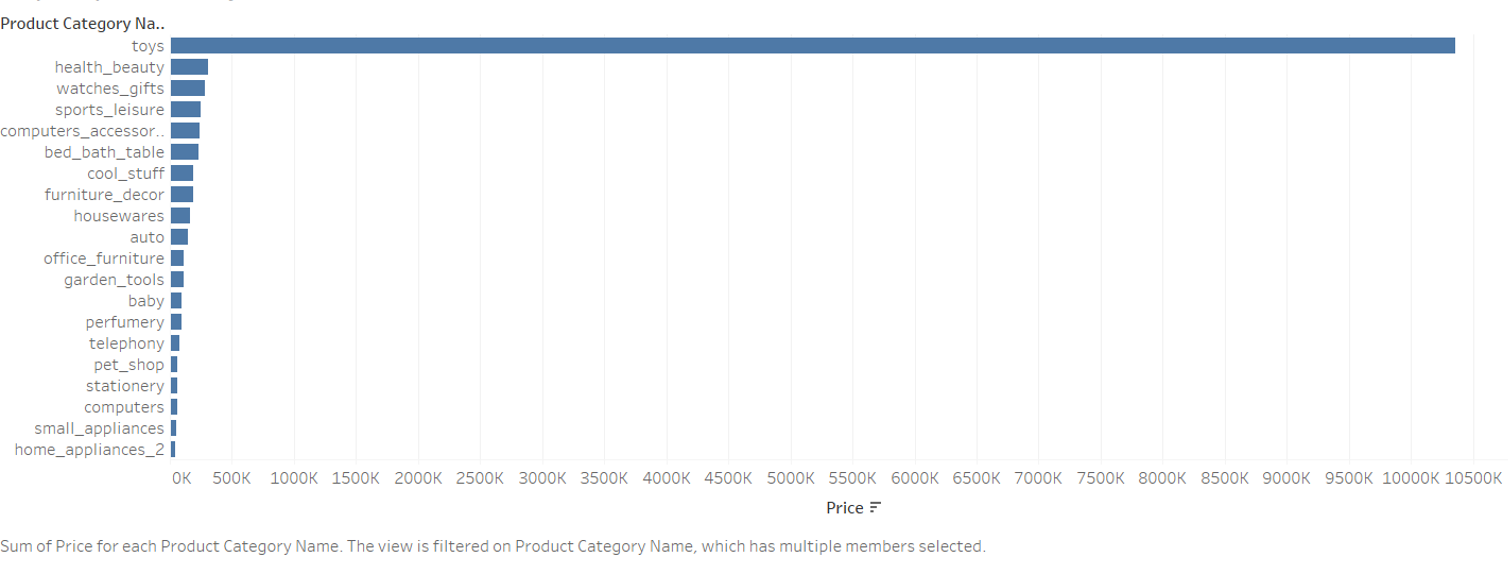 Product Category Na..
toys
health_beauty
watches_gifts
sports_leisure
computers_accessor..
bed_bath_table
cool_stuff
furniture_decor
housewares
auto
office_furniture
garden_tools
baby
perfumery
telephony
pet_shop
stationery
computers
small_appliances
home_appliances_2
0K 500K 1000K 1500K 2000K 2500K 3000K 3500K 4000K 4500K 5000K 5500K 6000K 6500K 7000K 7500K 8000K 8500K 9000K 9500K 10000K 10500K
Price
Sum of Price for each Product Category Name. The view is filtered on Product Category Name, which has multiple members selected.